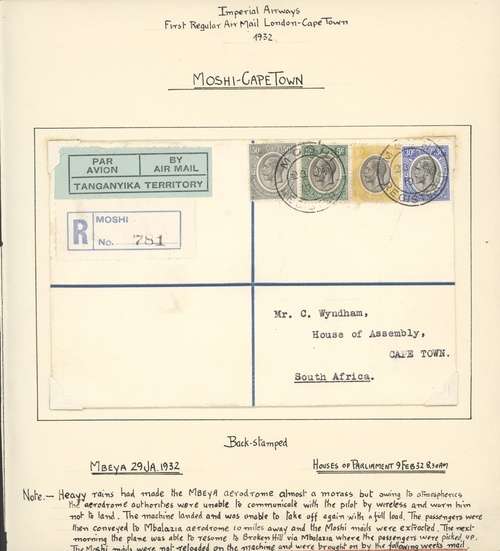 Imperial Airways
First Regular Air Mail London-Cape Town
1932
MOSHI-CAPETOWN
PAR AVION
BY AIR MAIL
TANGANYIKA TERRITORY
R
MOSHI
No. 781
Mr. C. Wyndham,
House of Assembly,
CAPE TOWN.
South Africa.
Back-stamped
MBEYA 29 JA. 1932
HOUSES OF PARLIAMENT 9 FEB 32 8.30AM
Note.- Heavy rains had made the MBEYA aerodrome almost a morass but owing to atmospherics
the aerodrome authorities were unable to communicate with the pilot by wireless and warn him
not to land. The machine landed and was unable to take off again with a full load. The passengers were
then conveyed to Mbalazia aerodrome 10 miles away and the Moshi mails were extracted. The next
morning the plane was able to resume to Broken Hill via Mbalazia where the passengers were picked up.
The Moshi mails were not reloaded on the machine and were brought on by the following weeks mail